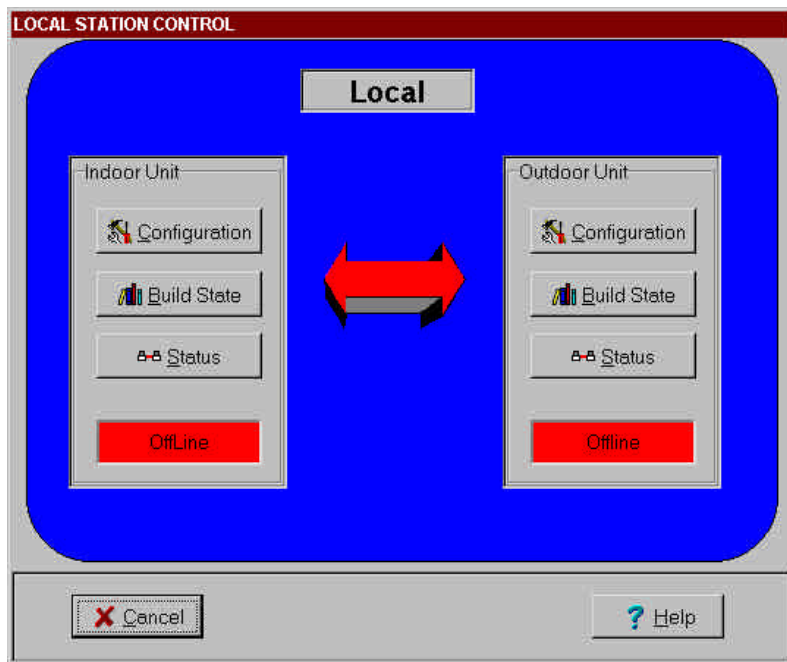 LOCAL STATION CONTROL
Local
Indoor Unit
Configuration
Build State
Status
OffLine
Outdoor Unit
Configuration
Build State
Status
Offline
Cancel
Help